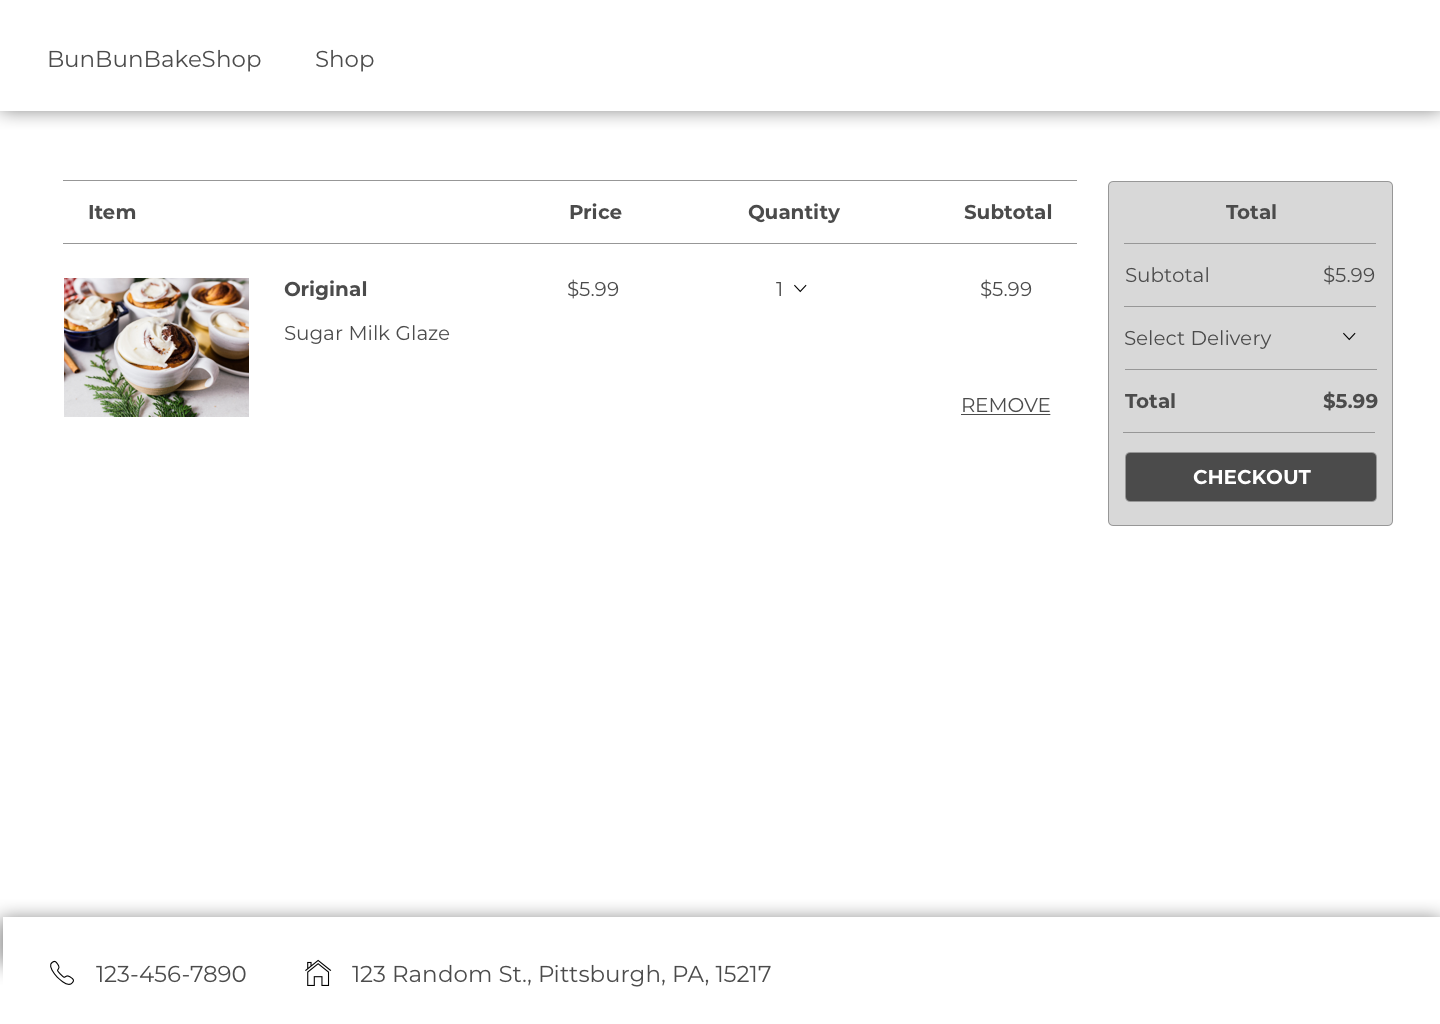 BunBunBakeShop Shop
Item Price Quantity Subtotal
Original $5.99 1 $5.99
Sugar Milk Glaze
REMOVE
Total
Subtotal $5.99
Select Delivery
Total $5.99
CHECKOUT
123-456-7890 123 Random St., Pittsburgh, PA, 15217